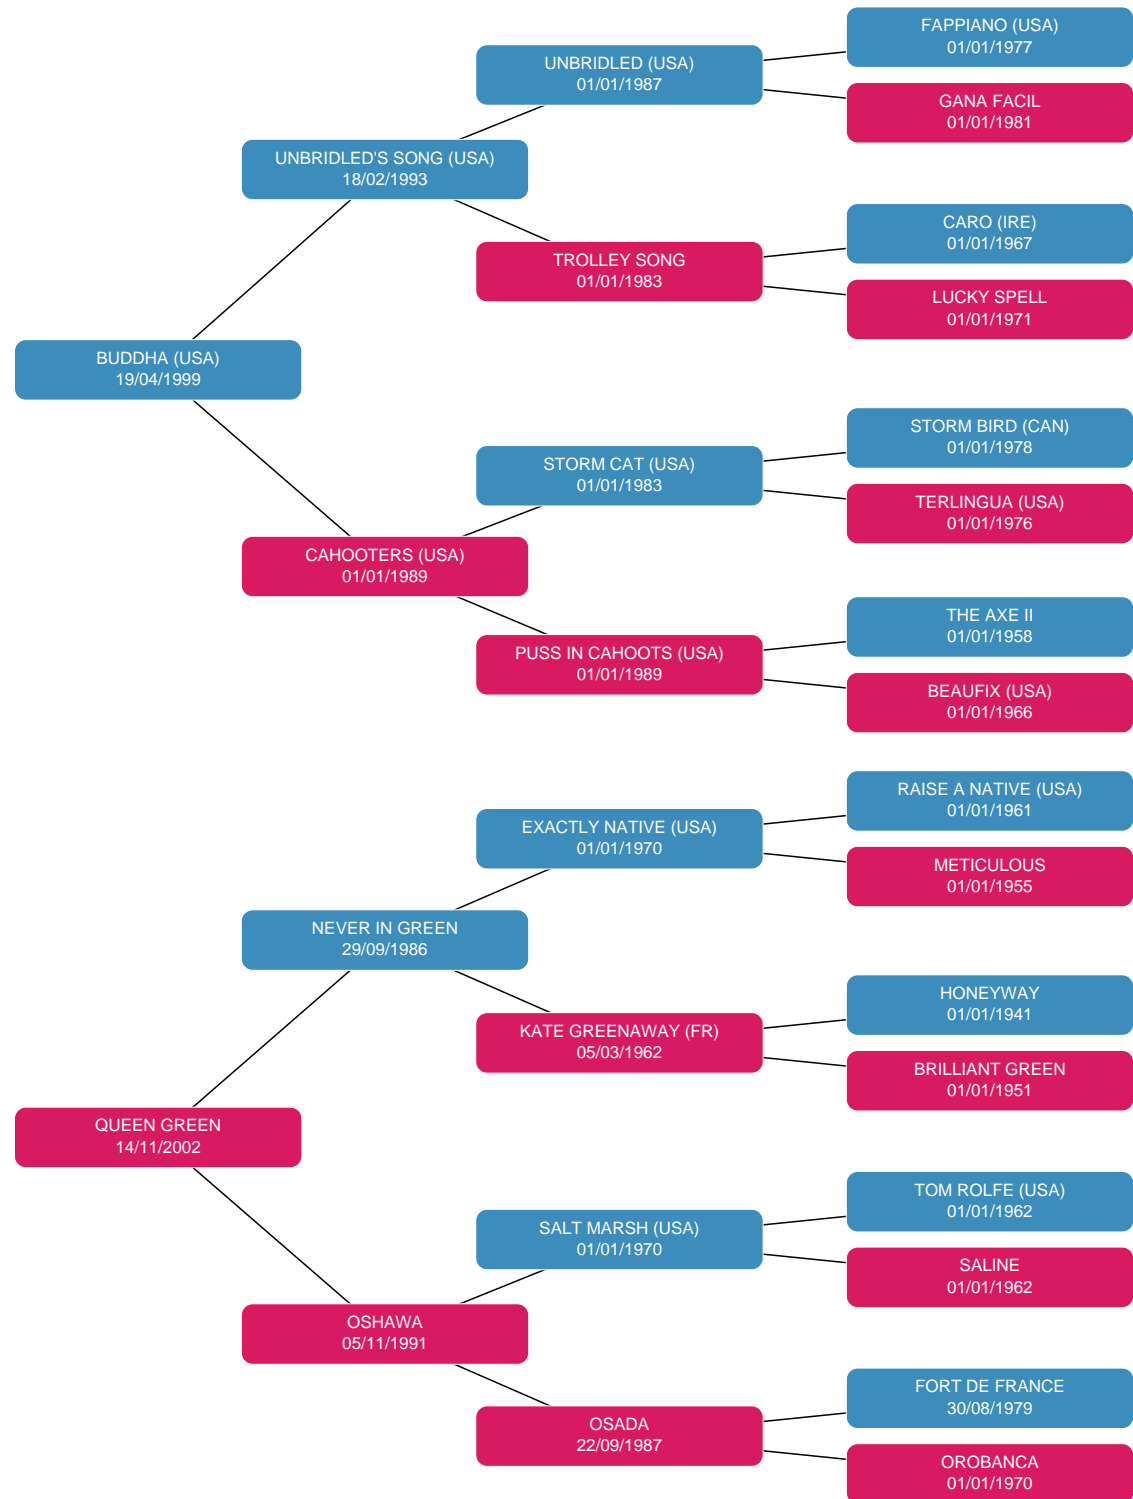 FAPPIANO (USA)
01/01/1977
UNBRIDLED (USA)
01/01/1987
GANA FACIL
01/01/1981
UNBRIDLED'S SONG (USA)
18/02/1993
CARO (IRE)
01/01/1967
TROLLEY SONG
01/01/1983
LUCKY SPELL
01/01/1971
BUDDHA (USA)
19/04/1999
STORM BIRD (CAN)
01/01/1978
STORM CAT (USA)
01/01/1983
TERLINGUA (USA)
01/01/1976
CAHOOTERS (USA)
01/01/1989
THE AXE II
01/01/1958
PUSS IN CAHOOTS (USA)
01/01/1989
BEAUFIX (USA)
01/01/1966
RAISE A NATIVE (USA)
01/01/1961
EXACTLY NATIVE (USA)
01/01/1970
METICULOUS
01/01/1955
NEVER IN GREEN
29/09/1986
HONEYWAY
01/01/1941
KATE GREENAWAY (FR)
05/03/1962
BRILLIANT GREEN
01/01/1951
QUEEN GREEN
14/11/2002
TOM ROLFE (USA)
01/01/1962
SALT MARSH (USA)
01/01/1970
SALINE
01/01/1962
OSHAWA
05/11/1991
FORT DE FRANCE
30/08/1979
OSADA
22/09/1987
OROBANCA
01/01/1970